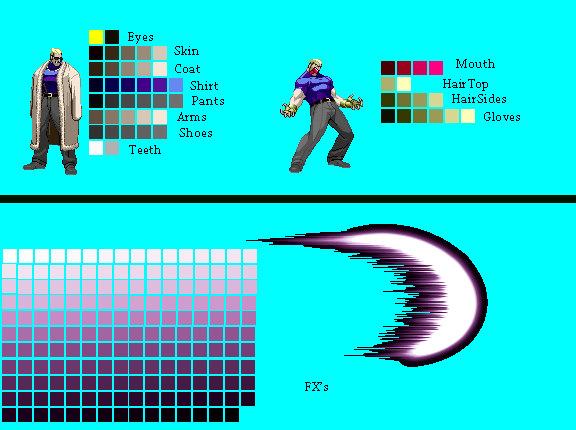 Eyes
Skin
Coat
Shirt
Pants
Arms
Shoes
Teeth
Mouth
HairTop
HairSides
Gloves
FX's